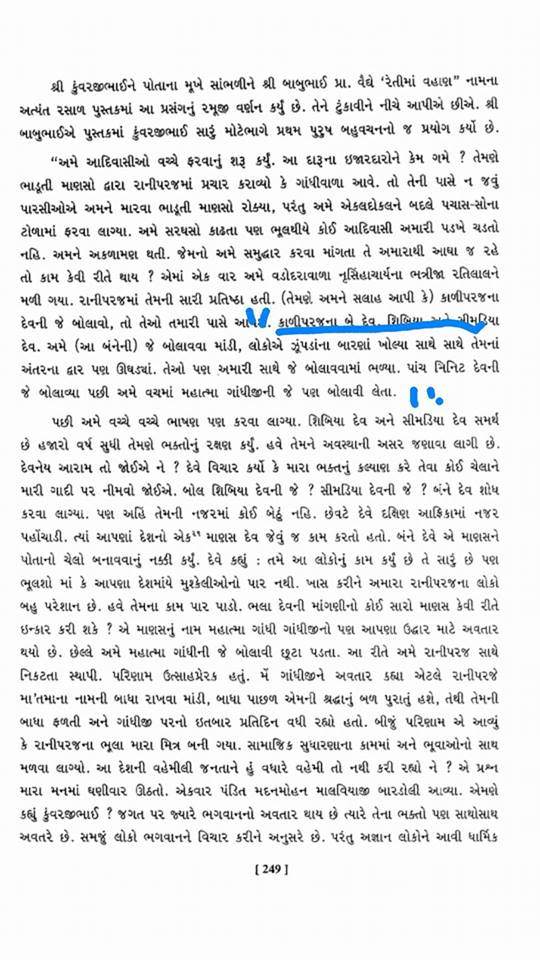 શ્રી કુંવરજીભાઈને પોતાના મૂખે સાંભળીને શ્રી બાબુભાઈ પ્રા. વૈદ્યે ‘રેતીમાં વહાણ” નામના
અત્યંત રસાળ પુસ્તકમાં આ પ્રસંગનું રમૂજી વર્ણન કર્યું છે. તેને ટુંકાવીને નીચે આપીએ છીએ. શ્રી
બાબુભાઈએ પુસ્તકમાં કુંવરજીભાઈ સારું મોટેભાગે પ્રથમ પુરુષ બહુવચનનો જ પ્રયોગ કર્યો છે.
“અમે આદિવાસીઓ વચ્ચે ફરવાનું શરૂ કર્યું. આ દારૂના ઇજારદારોને કેમ ગમે ? તેમણે
ભાડૂતી માણસો દ્વારા રાનીપરજમાં પ્રચાર કરાવ્યો કે ગાંધીવાળા આવે. તો તેની પાસે ન જવું
પારસીઓએ અમને મારવા ભાડૂતી માણસો રોક્યા, પરંતુ અમે એકલદોકલને બદલે પચાસ-સોના
ટોળામાં ફરવા લાગ્યા. અમે સરઘસો કાઢતા પણ ભૂલથીયે કોઈ આદિવાસી અમારી પડખે ચડતો
નહિ. અમને અકળામણ થતી. જેમનો અમે સમુદ્ધાર કરવા માંગતા તે અમારાથી આઘા જ રહે
તો કામ કેવી રીતે થાય ? એમાં એક વાર અમે વડોદરાવાળા નૃસિંહાચાર્યના ભત્રીજા રતિલાલને
મળી ગયા. રાનીપરજમાં તેમની સારી પ્રતિષ્ઠા હતી. (તેમણે અમને સલાહ આપી કે) કાળીપરજના
દેવની જે બોલાવો, તો તેઓ તમારી પાસે કાળીપરજના બે દેવ. શિબિયા અને સીમડિયા
દેવ. અમે (આ બંનેની) જે બોલાવવા માંડી, લોકોએ ઝૂંપડાંના બારણાં ખોલ્યા સાથે સાથે તેમનાં
અંતરના દ્વાર પણ ઊઘડ્યાં. તેઓ પણ અમારી સાથે જે બોલાવવામાં ભળ્યા. પાંચ મિનિટ દેવની
જે બોલાવ્યા પછી અમે વચમાં મહાત્મા ગાંધીજીની જે પણ બોલાવી લેતા.
પછી અમે વચ્ચે વચ્ચે ભાષણ પણ કરવા લાગ્યા. શિબિયા દેવ અને સીમડિયા દેવ સમર્થ
છે હજારો વર્ષ સુધી તેમણે ભક્તોનું રક્ષણ કર્યું. હવે તેમને અવસ્થાની અસર જણાવા લાગી છે.
દેવનેય આરામ તો જોઈએ ને ? દેવે વિચાર કર્યો કે મારા ભક્તનું કલ્યાણ કરે તેવા કોઈ ચેલાને
મારી ગાદી પર નીમવો જોઈએ. બોલ શિબિયા દેવની જે ? સીમડિયા દેવની જે ? બંને દેવ શોધ
કરવા લાગ્યા. પણ અહિં તેમની નજરમાં કોઈ બેઠું નહિ. છેવટે દેવે દક્ષિણ આફ્રિકામાં નજર
પહોંચાડી. ત્યાં આપણાં દેશનો એક માણસ દેવ જેવું જ કામ કરતો હતો. બંને દેવે એ માણસને
પોતાનો ચેલો બનાવવાનું નક્કી કર્યું. દેવે કહ્યું : તમે આ લોકોનું કામ કર્યું છે તે સારું છે પણ
ભૂલશો માં કે આપણા દેશમાંયે મુશ્કેલીઓનો પાર નથી. ખાસ કરીને અમારા રાનીપરજના લોકો
બહુ પરેશાન છે. હવે તેમના કામ પાર પાડો. ભલા દેવની માંગણીનો કોઈ સારો માણસ કેવી રીતે
ઇન્કાર કરી શકે ? એ માણસનું નામ મહાત્મા ગાંધી ગાંધીજીનો પણ આપણા ઉદ્ધાર માટે અવતાર
થયો છે. છેલ્લે અમે મહાત્મા ગાંધીની જે બોલાવી છૂટા પડતા. આ રીતે અમે રાનીપરજ સાથે
નિકટતા સ્થાપી. પરિણામ ઉત્સાહપ્રેરક હતું. મેં ગાંધીજીને અવતાર કહ્યા એટલે રાનીપરજે
મા’તમાના નામની બાધા રાખવા માંડી, બાધા પાછળ એમની શ્રદ્ધાનું બળ પુરાતું હશે, તેથી તેમની
બાધા ફળતી અને ગાંધીજી પરનો ઇતબાર પ્રતિદિન વધી રહ્યો હતો. બીજું પરિણામ એ આવ્યું
કે રાનીપરજના ભૂલા મારા મિત્ર બની ગયા. સામાજિક સુધારણાના કામમાં અને ભૂવાઓનો સાથ
મળવા લાગ્યો. આ દેશની વહેમીલી જનતાને હું વધારે વહેમી તો નથી કરી રહ્યો ને ? એ પ્રશ્ન
મારા મનમાં ઘણીવાર ઊઠતો. એકવાર પંડિત મદનમોહન માલવિયાજી બારડોલી આવ્યા. એમણે
કહ્યું કુંવરજીભાઈ ? જગત પર જ્યારે ભગવાનનો અવતાર થાય છે ત્યારે તેના ભક્તો પણ સાથોસાથ
અવતરે છે. સમજું લોકો ભગવાનને વિચાર કરીને અનુસરે છે. પરંતુ અજ્ઞાન લોકોને આવી ધાર્મિક
[ 249 ]